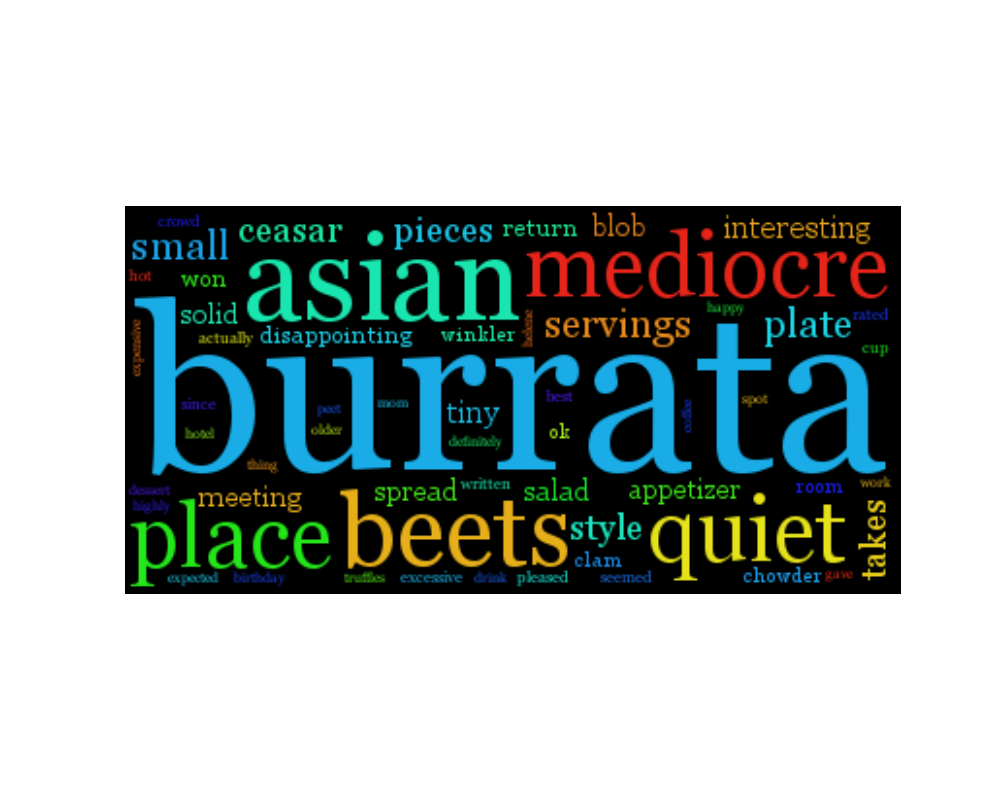 crowd
small ceasar pieces return blob interesting
hot won asian mediocre
solid servings plate happy rated
expensive actually disappointing winkler helene cup
burrata
since peet mom tiny best coffee spot
hotel older definitely ok
thing
dessert meeting spread written salad appetizer room work
highly
place beets style quiet takes
clam
expected birthday truffles excessive drink pleased seemed chowder gave